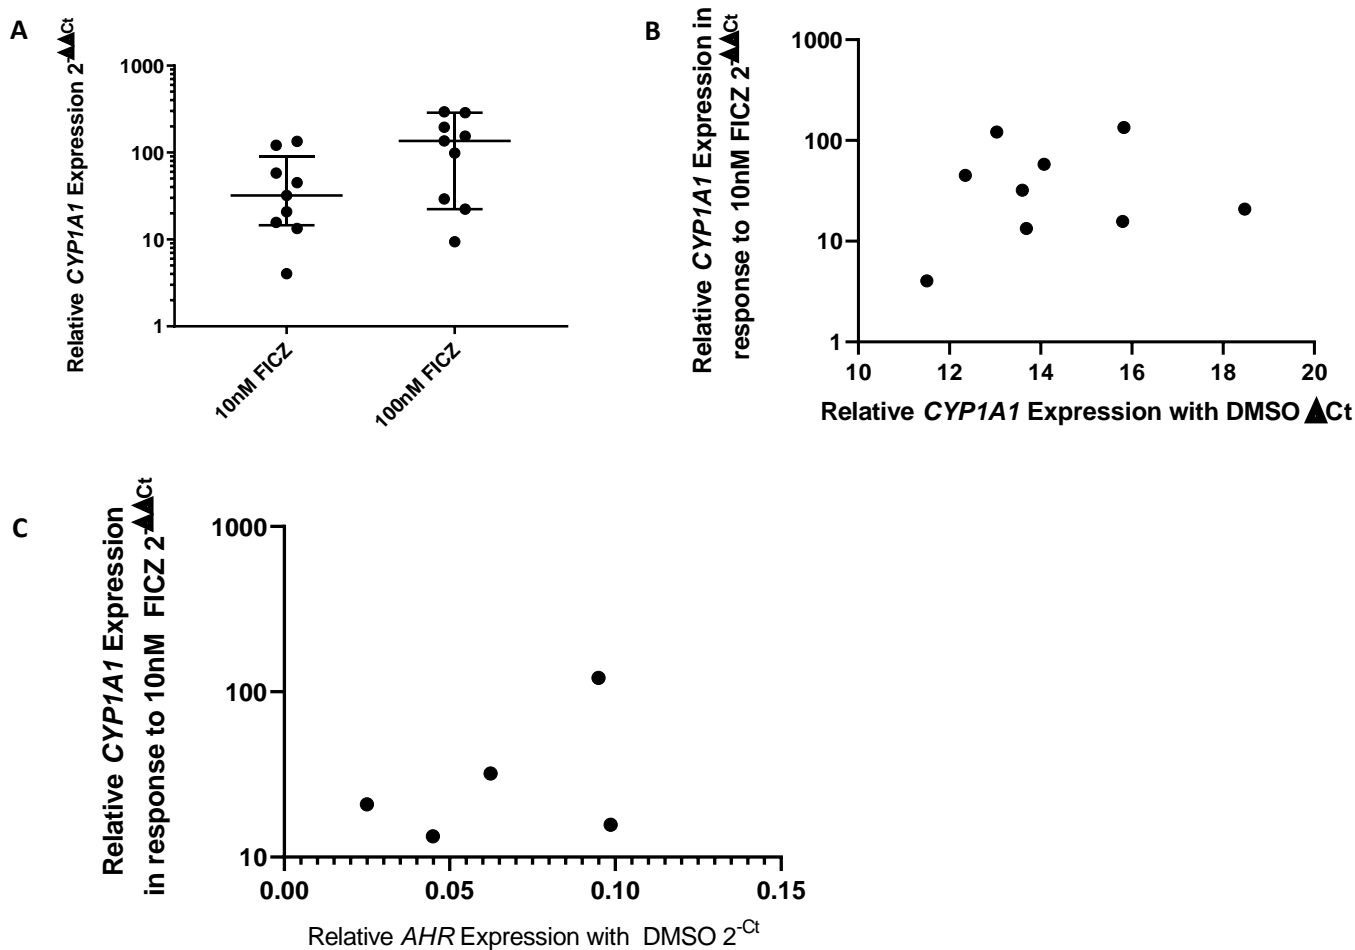 A
Relative CYP1A1 Expression 2-▲▲Ct
1000
100
10
1
10nM FICZ
100nM FICZ
B
Relative CYP1A1 Expression in
response to 10nM FICZ 2-▲▲Ct
1000
100
10
1
10 12 14 16 18 20
Relative CYP1A1 Expression with DMSO ▲Ct
C
Relative CYP1A1 Expression
in response to 10nM FICZ 2-▲▲Ct
1000
100
10
0.00 0.05 0.10 0.15
Relative AHR Expression with DMSO 2-Ct